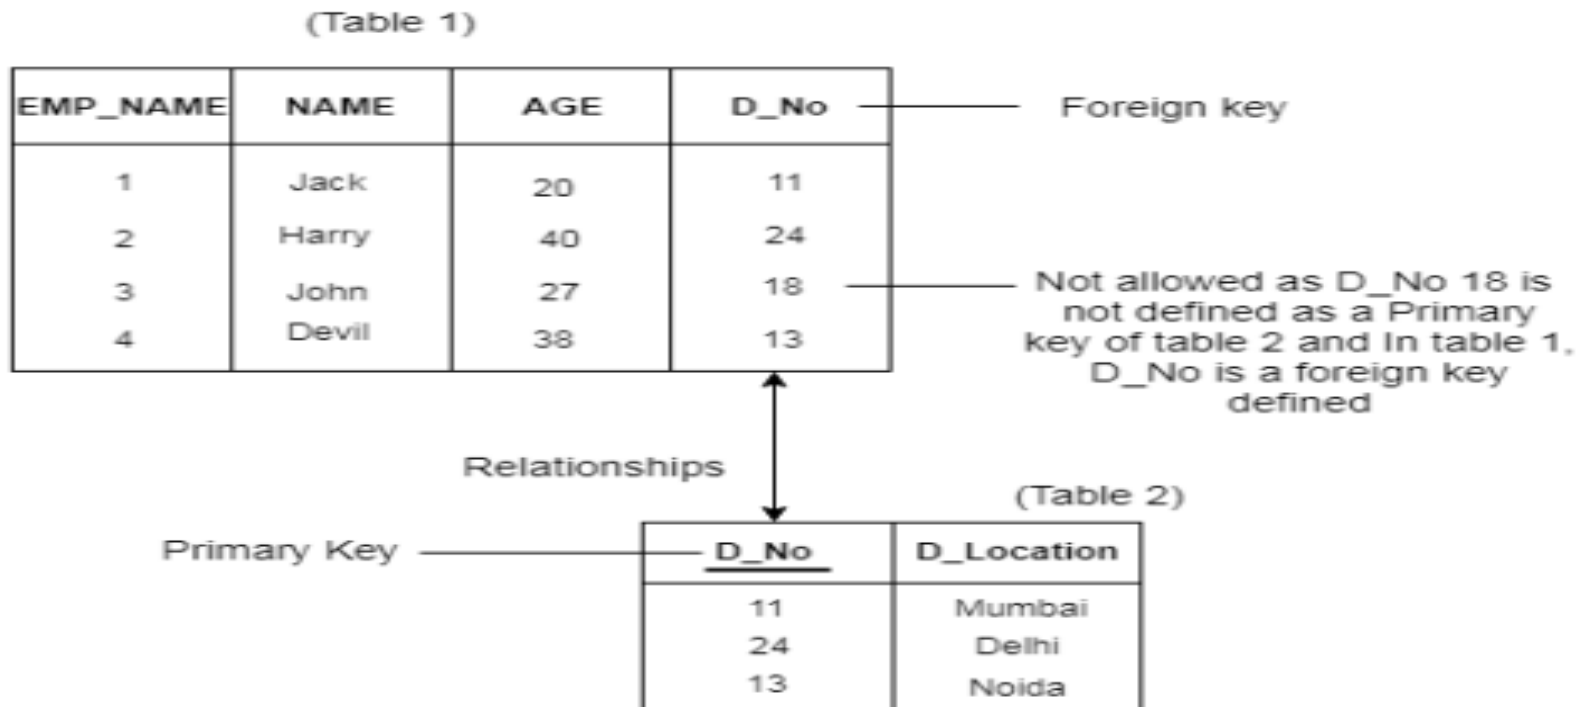 (Table 1)
EMP_NAME NAME AGE D_No Foreign key
1 Jack 20 11
2 Harry 40 24
3 John 27 18
4 Devil 38 13
Not allowed as D_No 18 is
not defined as a Primary
key of table 2 and In table 1,
D_No is a foreign key
defined
Relationships
(Table 2)
Primary Key D_No D_Location
11 Mumbai
24 Delhi
13 Noida